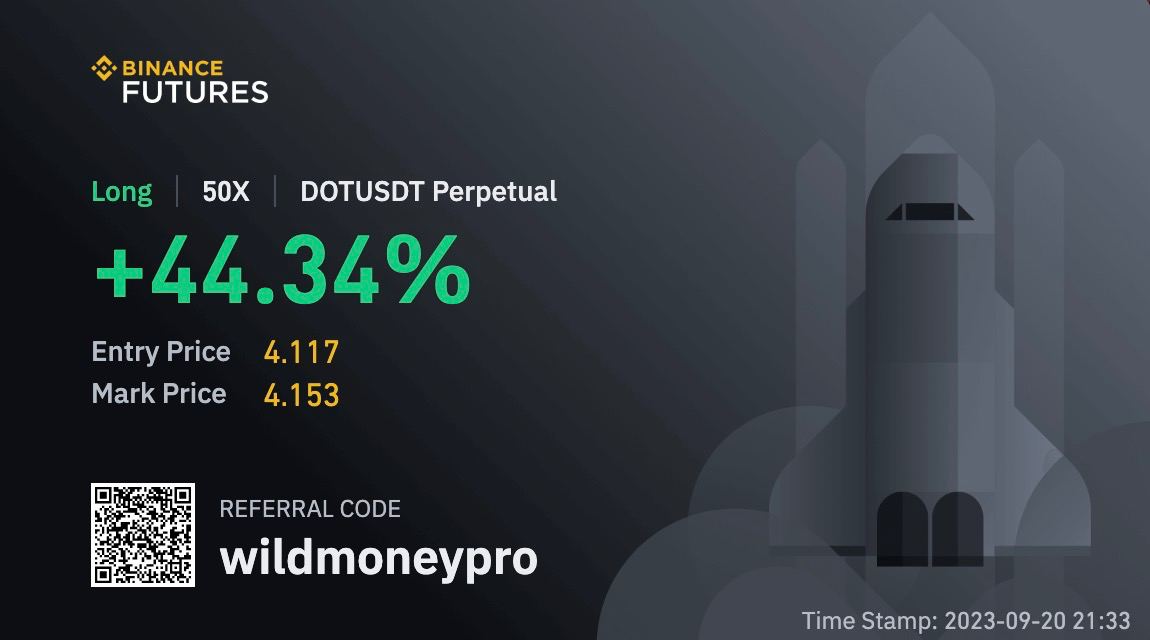 BINANCE
FUTURES
Long | 50X | DOTUSDT Perpetual
+44.34%
Entry Price 4.117
Mark Price 4.153
REFERRAL CODE
wildmoneypro
Time Stamp: 2023-09-20 21:33